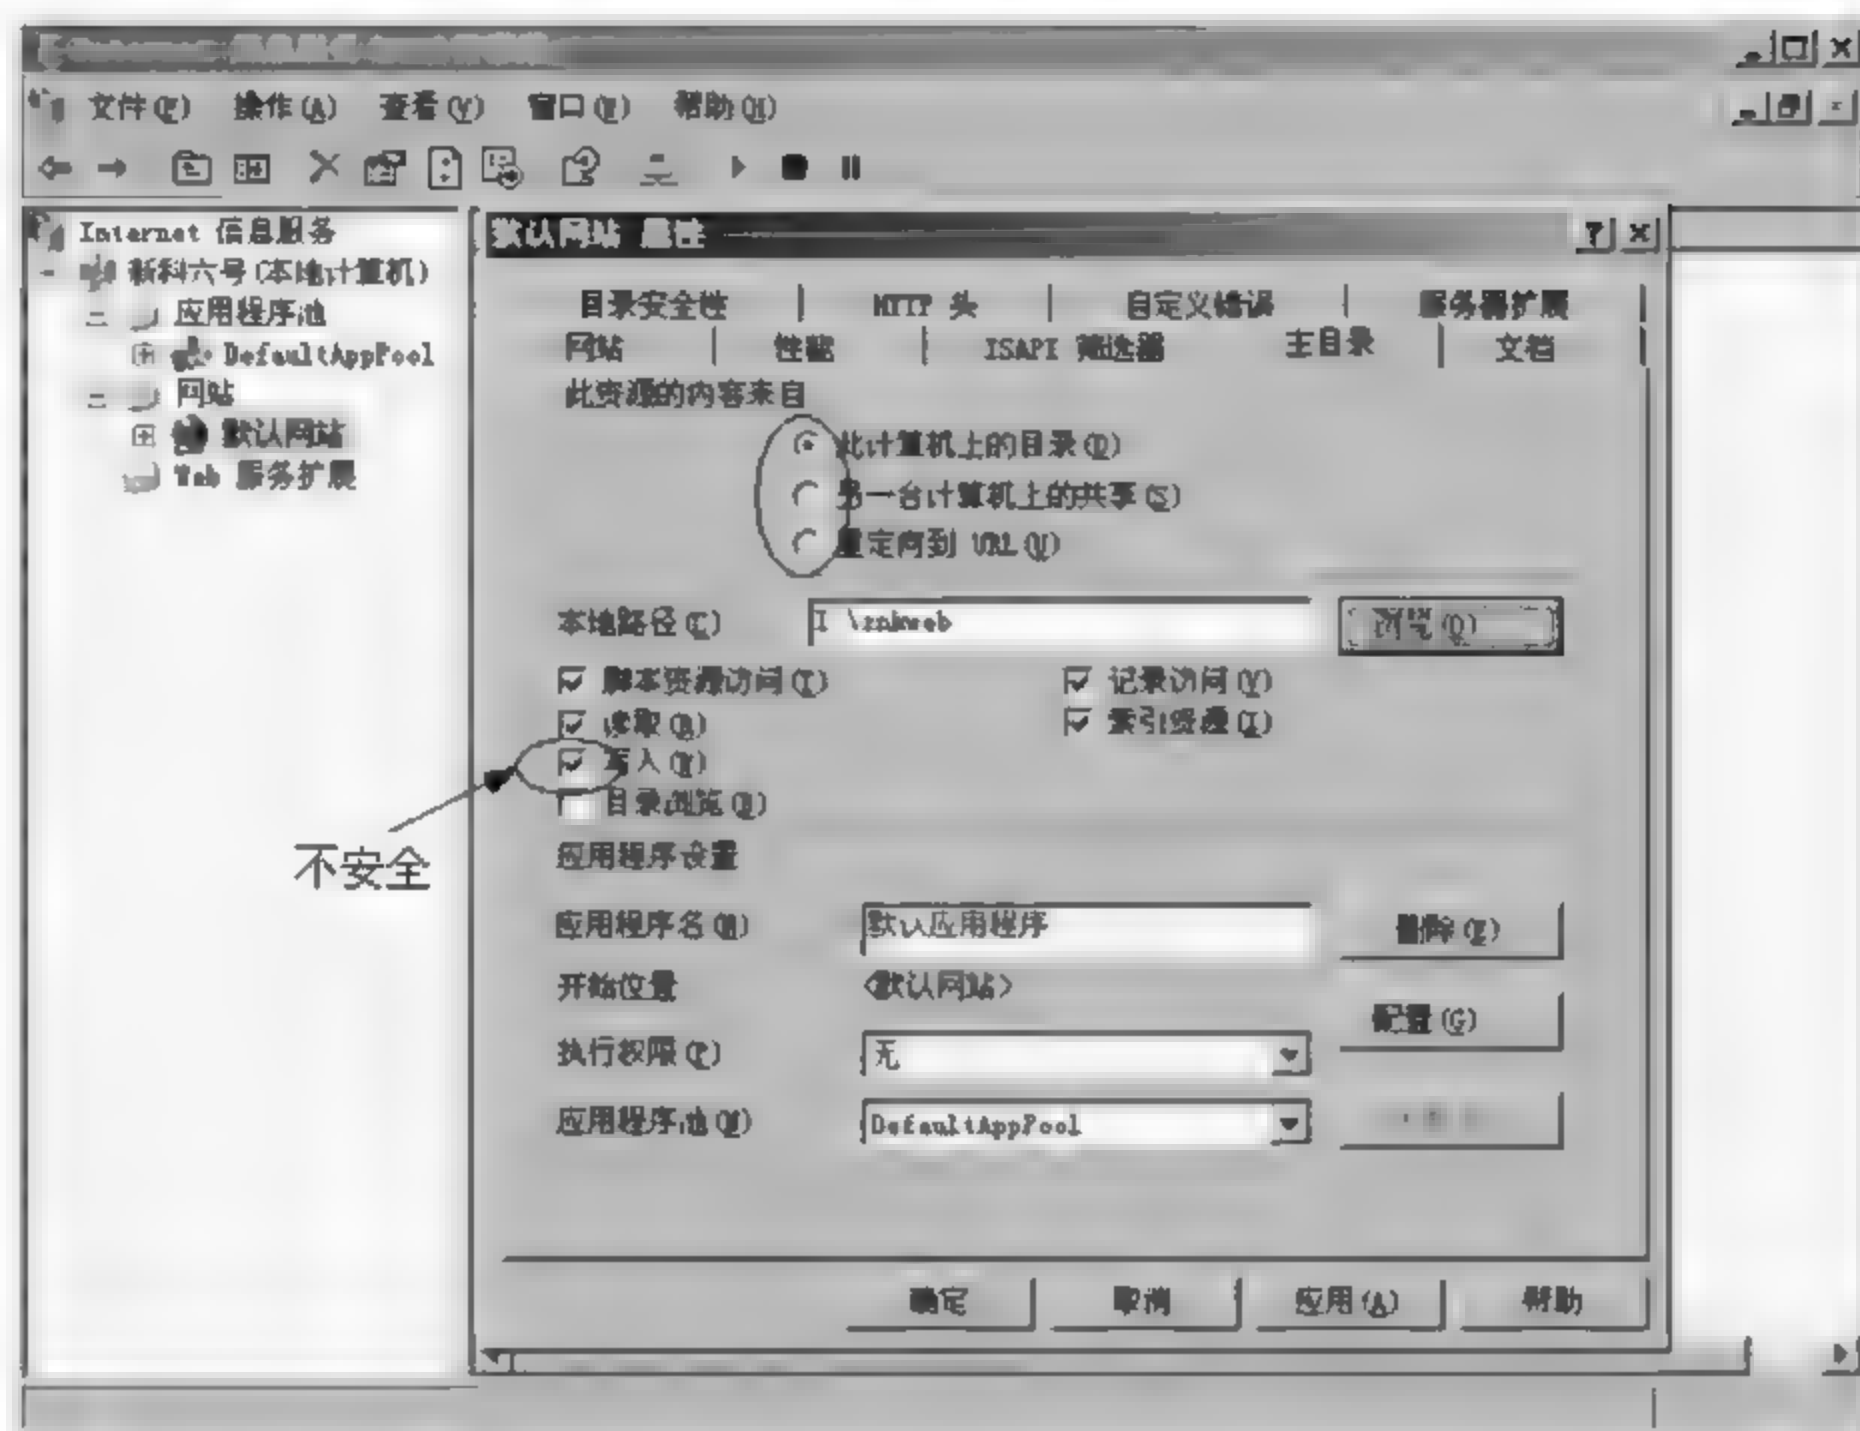 文件(F) 操作(A) 查看(V) 窗口(W) 帮助(H)
Internet 信息服务
新科六号(本地计算机)
应用程序池
DefaultAppPool
网站
默认网站
Web 服务扩展
默认网站 属性
目录安全性 HTTP 头 自定义错误 服务器扩展
网站 性能 ISAPI 筛选器 主目录 文档
此资源的内容来自
此计算机上的目录(D)
另一台计算机上的共享(S)
重定向到 URL(U)
本地路径(C) 浏览(O)
脚本资源访问(T) 记录访问(V)
读取(R) 索引资源(I)
写入(W)
目录浏览(B)
不安全
应用程序设置
应用程序名(M) 默认应用程序 删除(E)
开始位置 <默认网站>
配置(G)
执行权限(P) 无
应用程序池(N) DefaultAppPool
确定 取消 应用(A) 帮助